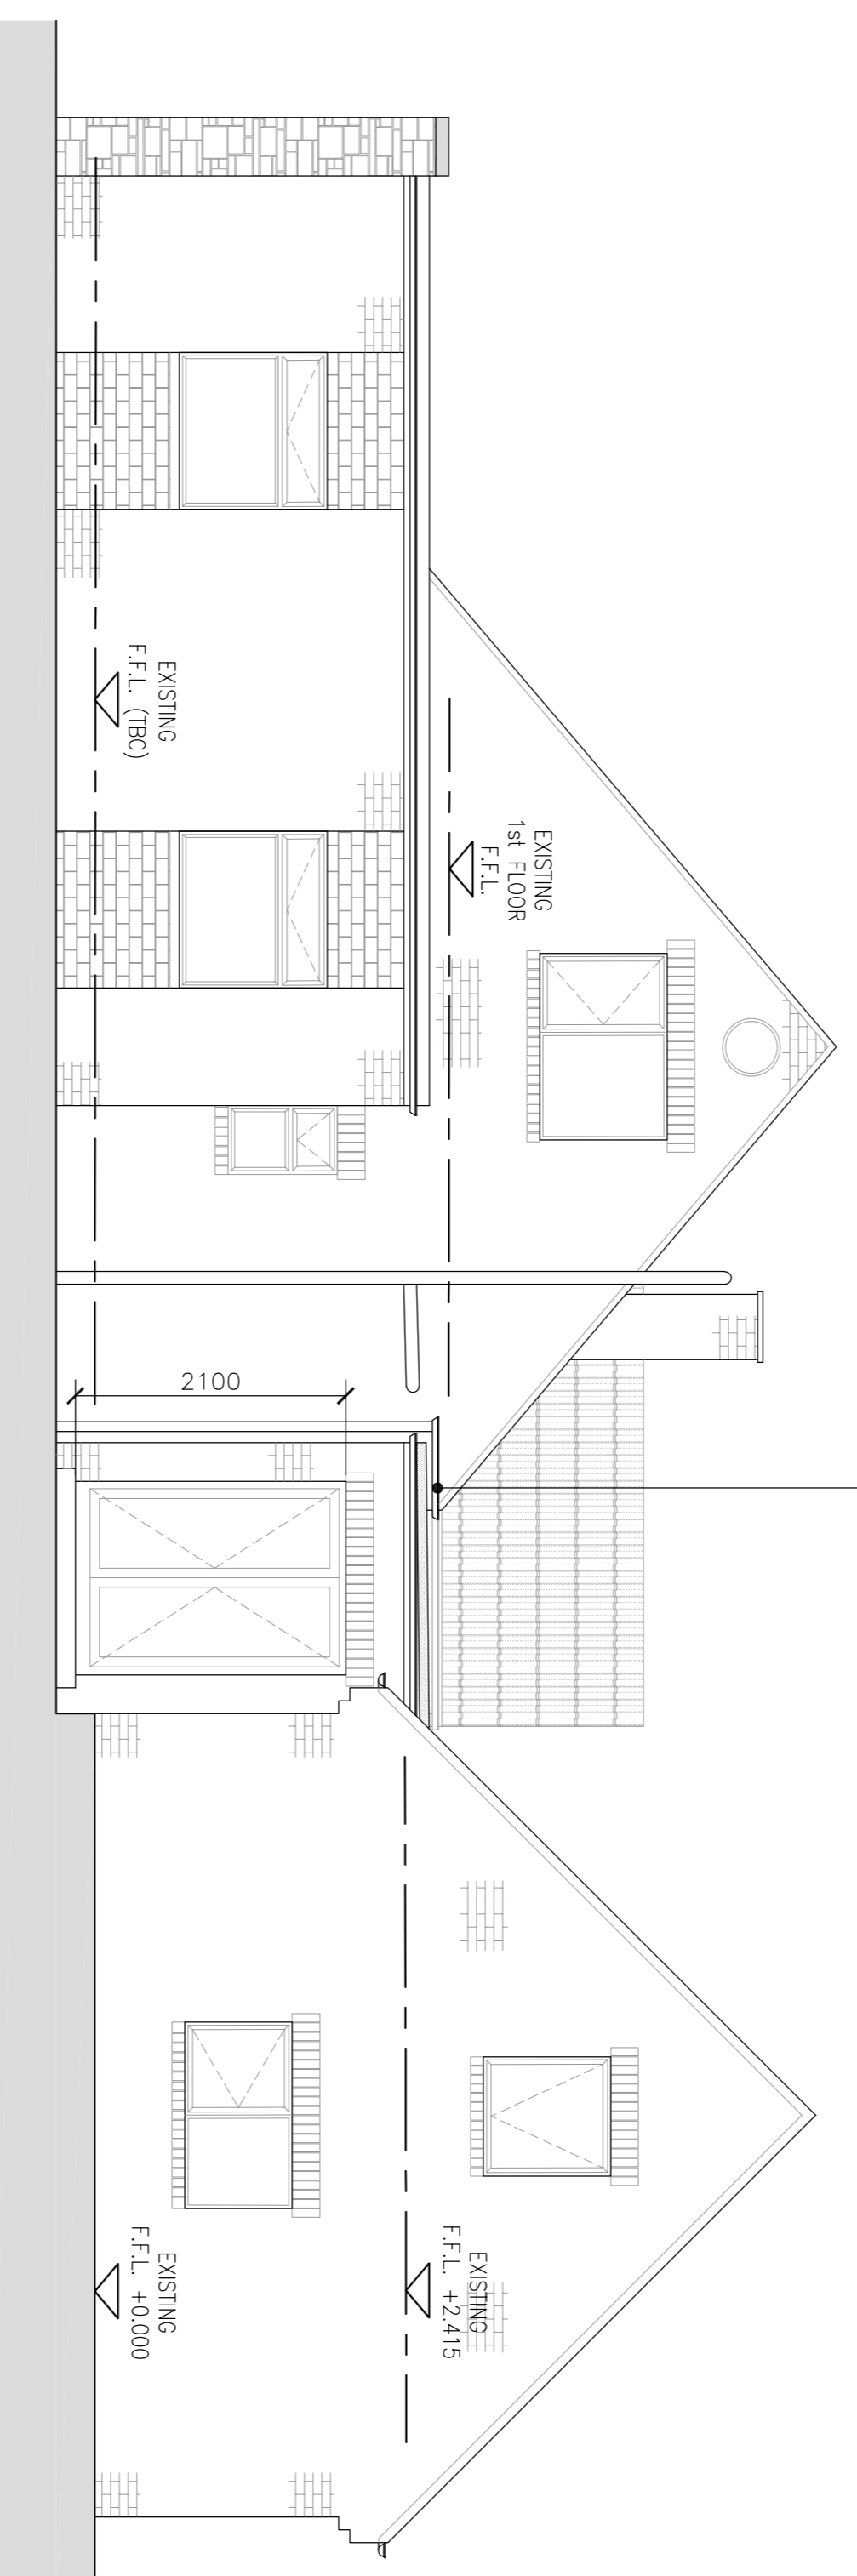 EXISTING
F.F.L. (TBC)
EXISTING
1st FLOOR
F.F.L.
2100
EXISTING
F.F.L. +2.415
EXISTING
F.F.L. +0.000